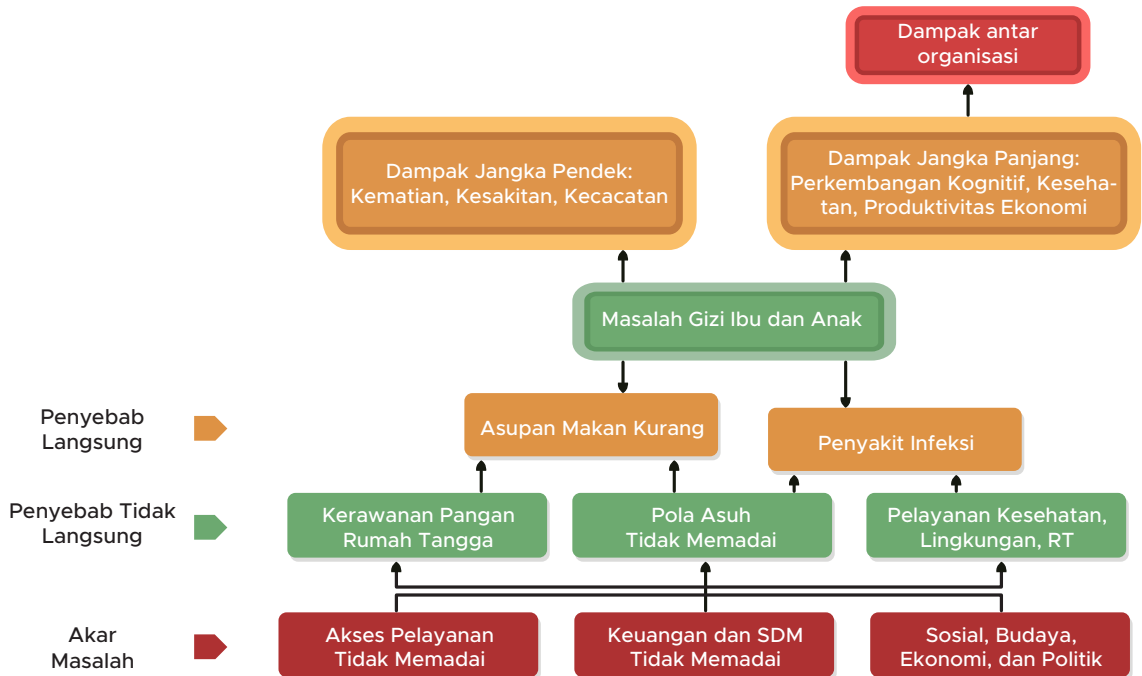 Dampak antar
organisasi
Dampak Jangka Pendek:
Kematian, Kesakitan, Kecacatan
Dampak Jangka Panjang:
Perkembangan Kognitif, Keseha-
tan, Produktivitas Ekonomi
Masalah Gizi Ibu dan Anak
Penyebab
Langsung
Asupan Makan Kurang
Penyakit Infeksi
Penyebab Tidak
Langsung
Kerawanan Pangan
Rumah Tangga
Pola Asuh
Tidak Memadai
Pelayanan Kesehatan,
Lingkungan, RT
Akar
Masalah
Akses Pelayanan
Tidak Memadai
Keuangan dan SDM
Tidak Memadai
Sosial, Budaya,
Ekonomi, dan Politik